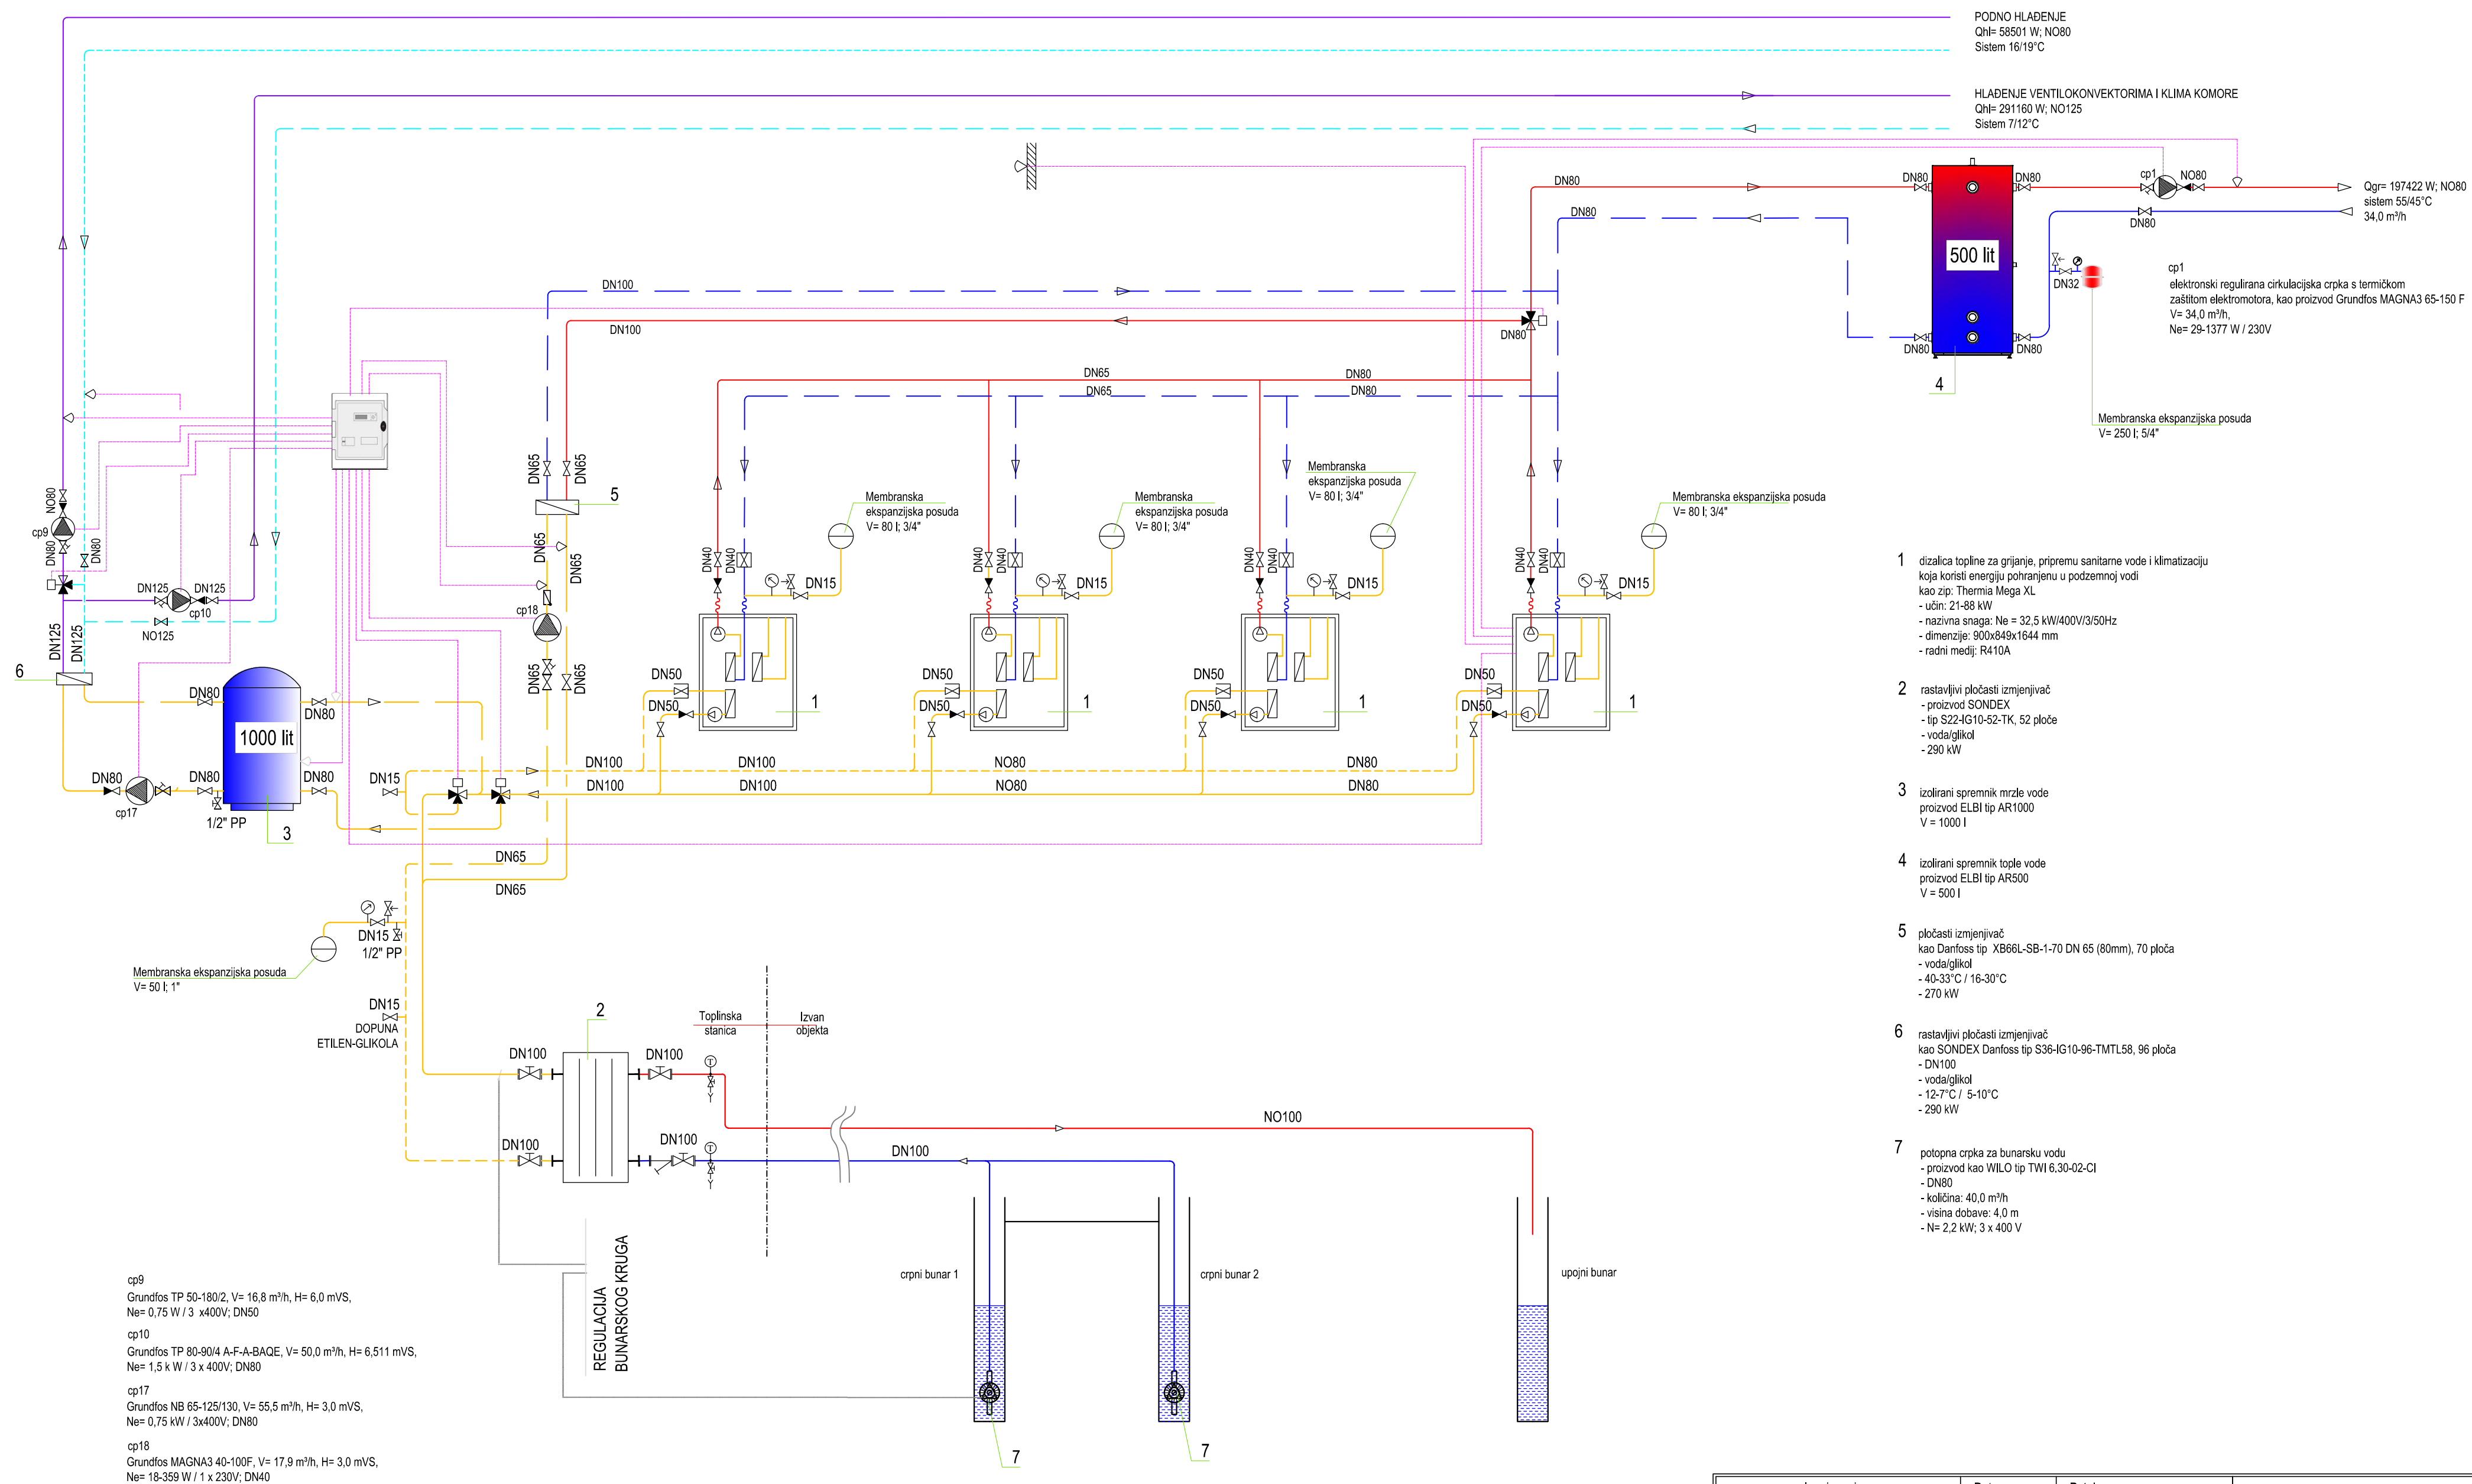 PODNO HLAĐENJE
Qhl= 58501 W; NO80
Sistem 16/19°C
HLAĐENJE VENTILOKONVEKTORIMA I KLIMA KOMORE
Qhl= 291160 W; NO125
Sistem 7/12°C
DN80
DN80
DN80
DN80
cp1
NO80
DN80
DN80
DN80
500 lit
DN32
4
Qgr= 197422 W; NO80
sistem 55/45°C
34,0 m³/h
cp1
elektronski regulirana cirkulacijska crpka s termičkom
zaštitom elektromotora, kao proizvod Grundfos MAGNA3 65-150 F
V= 34,0 m³/h,
Ne= 29-1377 W / 230V
Membranska ekspanzijska posuda
V= 250 l; 5/4"
DN100
DN100
DN80
DN65
DN80
DN65
DN80
NO80
cp9
DN80
DN80
DN125
DN125
cp10
NO125
DN125
DN125
6
DN65
DN65
5
DN65
DN65
cp18
DN65
DN65
Membranska
ekspanzijska posuda
V= 80 l; 3/4"
Membranska
ekspanzijska posuda
V= 80 l; 3/4"
Membranska
ekspanzijska posuda
V= 80 l; 3/4"
Membranska ekspanzijska posuda
V= 80 l; 3/4"
DN40
DN40
DN15
DN40
DN40
DN15
DN40
DN40
DN15
DN40
DN40
DN15
DN50
DN50
1
DN50
DN50
1
DN50
DN50
1
DN50
DN50
1
DN80
DN80
1000 lit
DN80
DN80
DN80
cp17
1/2" PP
3
DN15
DN100
DN100
NO80
DN80
DN100
DN100
NO80
DN80
DN65
DN65
DN15
1/2" PP
Membranska ekspanzijska posuda
V= 50 l; 1"
DN15
DOPUNA
ETILEN-GLIKOLA
2
Toplinska
stanica
Izvan
objekta
DN100
DN100
T
DN100
DN100
T
DN100
NO100
REGULACIJA
BUNARSKOG KRUGA
crpni bunar 1
crpni bunar 2
upojni bunar
7
7
1
dizalica topline za grijanje, pripremu sanitarne vode i klimatizaciju
koja koristi energiju pohranjenu u podzemnoj vodi
kao zip: Thermia Mega XL
- učin: 21-88 kW
- nazivna snaga: Ne = 32,5 kW/400V/3/50Hz
- dimenzije: 900x849x1644 mm
- radni medij: R410A
2
rastavljivi pločasti izmjenjivač
- proizvod SONDEX
- tip S22-IG10-52-TK, 52 ploče
- voda/glikol
- 290 kW
3
izolirani spremnik mrzle vode
proizvod ELBI tip AR1000
V = 1000 l
4
izolirani spremnik tople vode
proizvod ELBI tip AR500
V = 500 l
5
pločasti izmjenjivač
kao Danfoss tip XB66L-SB-1-70 DN 65 (80mm), 70 ploča
- voda/glikol
- 40-33°C / 16-30°C
- 270 kW
6
rastavljivi pločasti izmjenjivač
kao SONDEX Danfoss tip S36-IG10-96-TMTL58, 96 ploča
- DN100
- voda/glikol
- 12-7°C / 5-10°C
- 290 kW
7
potopna crpka za bunarsku vodu
- proizvod kao WILO tip TWI 6,30-02-CI
- DN80
- količina: 40,0 m³/h
- visina dobave: 4,0 m
- N= 2,2 kW; 3 x 400 V
cp9
Grundfos TP 50-180/2, V= 16,8 m³/h, H= 6,0 mVS,
Ne= 0,75 W / 3 x400V; DN50
cp10
Grundfos TP 80-90/4 A-F-A-BAQE, V= 50,0 m³/h, H= 6,511 mVS,
Ne= 1,5 k W / 3 x 400V; DN80
cp17
Grundfos NB 65-125/130, V= 55,5 m³/h, H= 3,0 mVS,
Ne= 0,75 kW / 3x400V; DN80
cp18
Grundfos MAGNA3 40-100F, V= 17,9 m³/h, H= 3,0 mVS,
Ne= 18-359 W / 1 x 230V; DN40